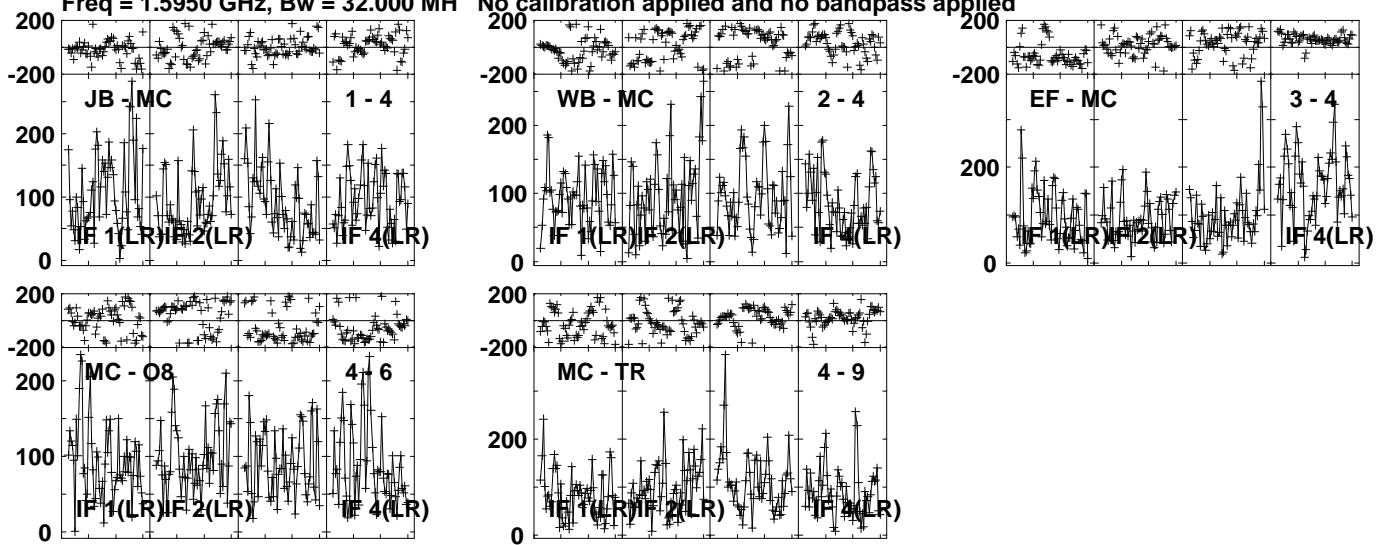 Freq = 1.5950 GHz, Bw = 32.000 MH No calibration applied and no bandpass applied
200 200 200
-200 -200 -200
JB - MC 1 - 4 WB - MC 2 - 4 EF - MC 3 - 4
200 200 200
100 100
0 0 0
IF 1(LR) IF 2(LR) IF 4(LR) IF 1(LR) IF 2(LR) IF 4(LR) IF 1(LR) IF 2(LR) IF 4(LR)
200 200
-200 -200
MC - O8 4 - 6 MC - TR 4 - 9
200 200
100 100
0 0
IF 1(LR) IF 2(LR) IF 4(LR) IF 1(LR) IF 2(LR) IF 4(LR)